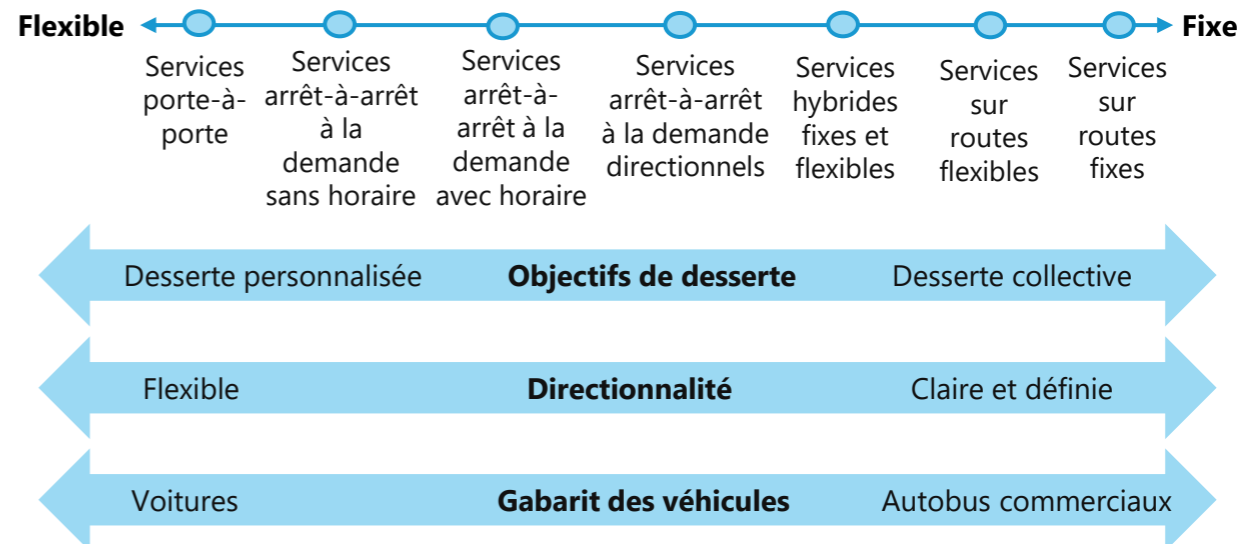 Flexible
Fixe
Services
porte-à-
porte
Services
arrêt-à-arrêt
à la
demande
sans horaire
Services
arrêt-à-
arrêt à la
demande
avec horaire
Services
arrêt-à-arrêt
à la demande
directionnels
Services
hybrides
fixes et
flexibles
Services
sur
routes
flexibles
Services
sur
routes
fixes
Desserte personnalisée
Objectifs de desserte
Desserte collective
Flexible
Directionnalité
Claire et définie
Voitures
Gabarit des véhicules
Autobus commerciaux